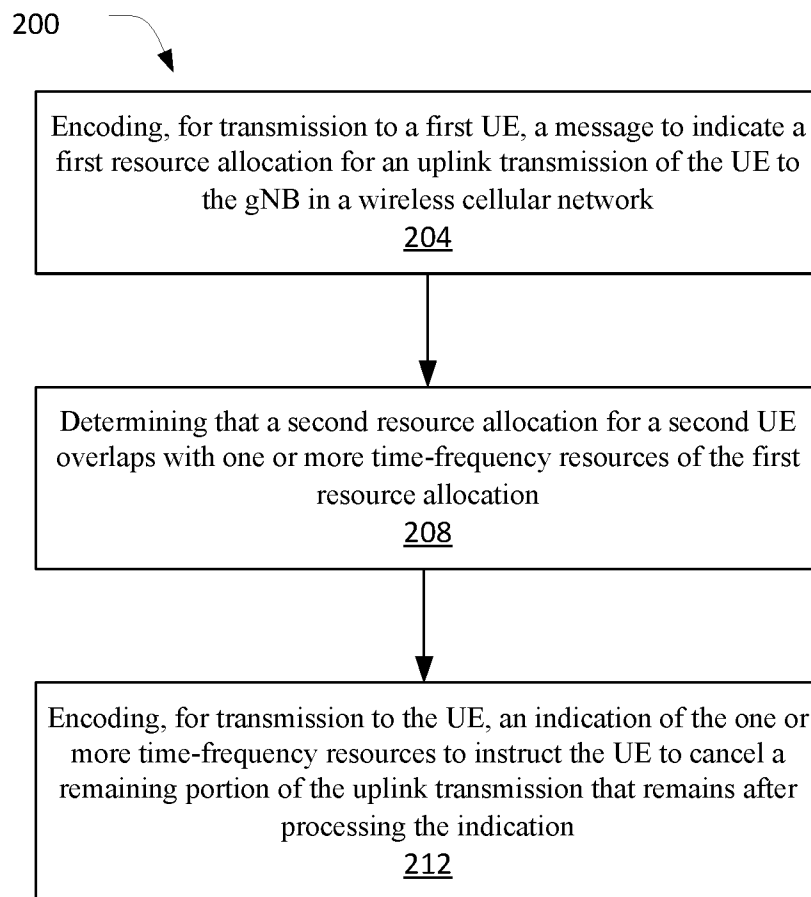 200
Encoding, for transmission to a first UE, a message to indicate a
first resource allocation for an uplink transmission of the UE to
the gNB in a wireless cellular network
204
Determining that a second resource allocation for a second UE
overlaps with one or more time-frequency resources of the first
resource allocation
208
Encoding, for transmission to the UE, an indication of the one or
more time-frequency resources to instruct the UE to cancel a
remaining portion of the uplink transmission that remains after
processing the indication
212